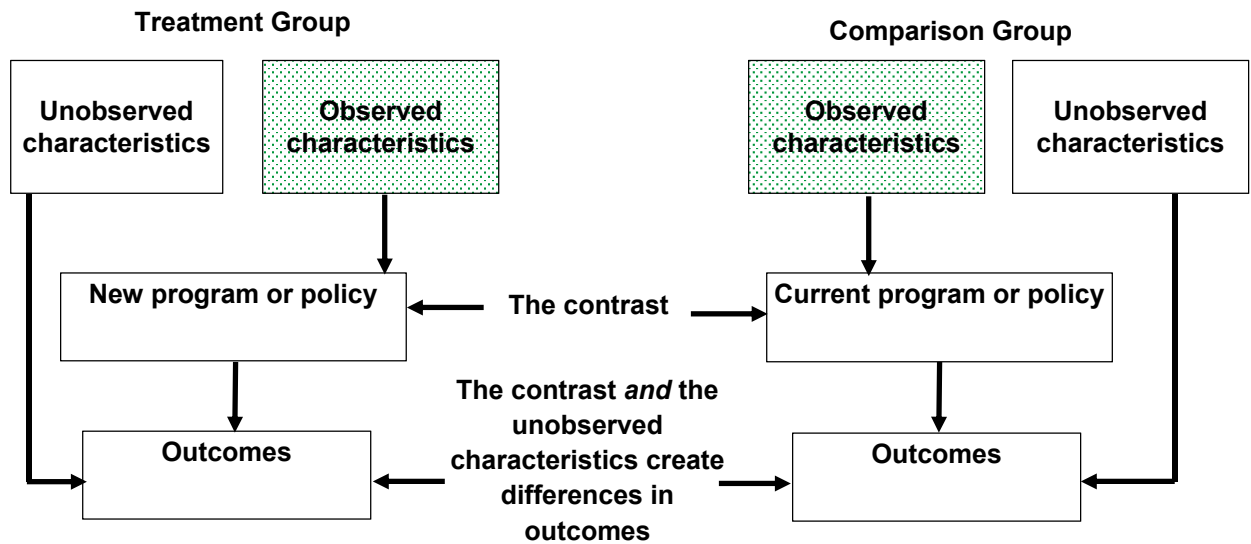 Treatment Group
Comparison Group
Unobserved
characteristics
Observed
characteristics
Observed
characteristics
Unobserved
characteristics
New program or policy
The contrast
Current program or policy
The contrast and the
unobserved
characteristics create
differences in
outcomes
Outcomes
Outcomes